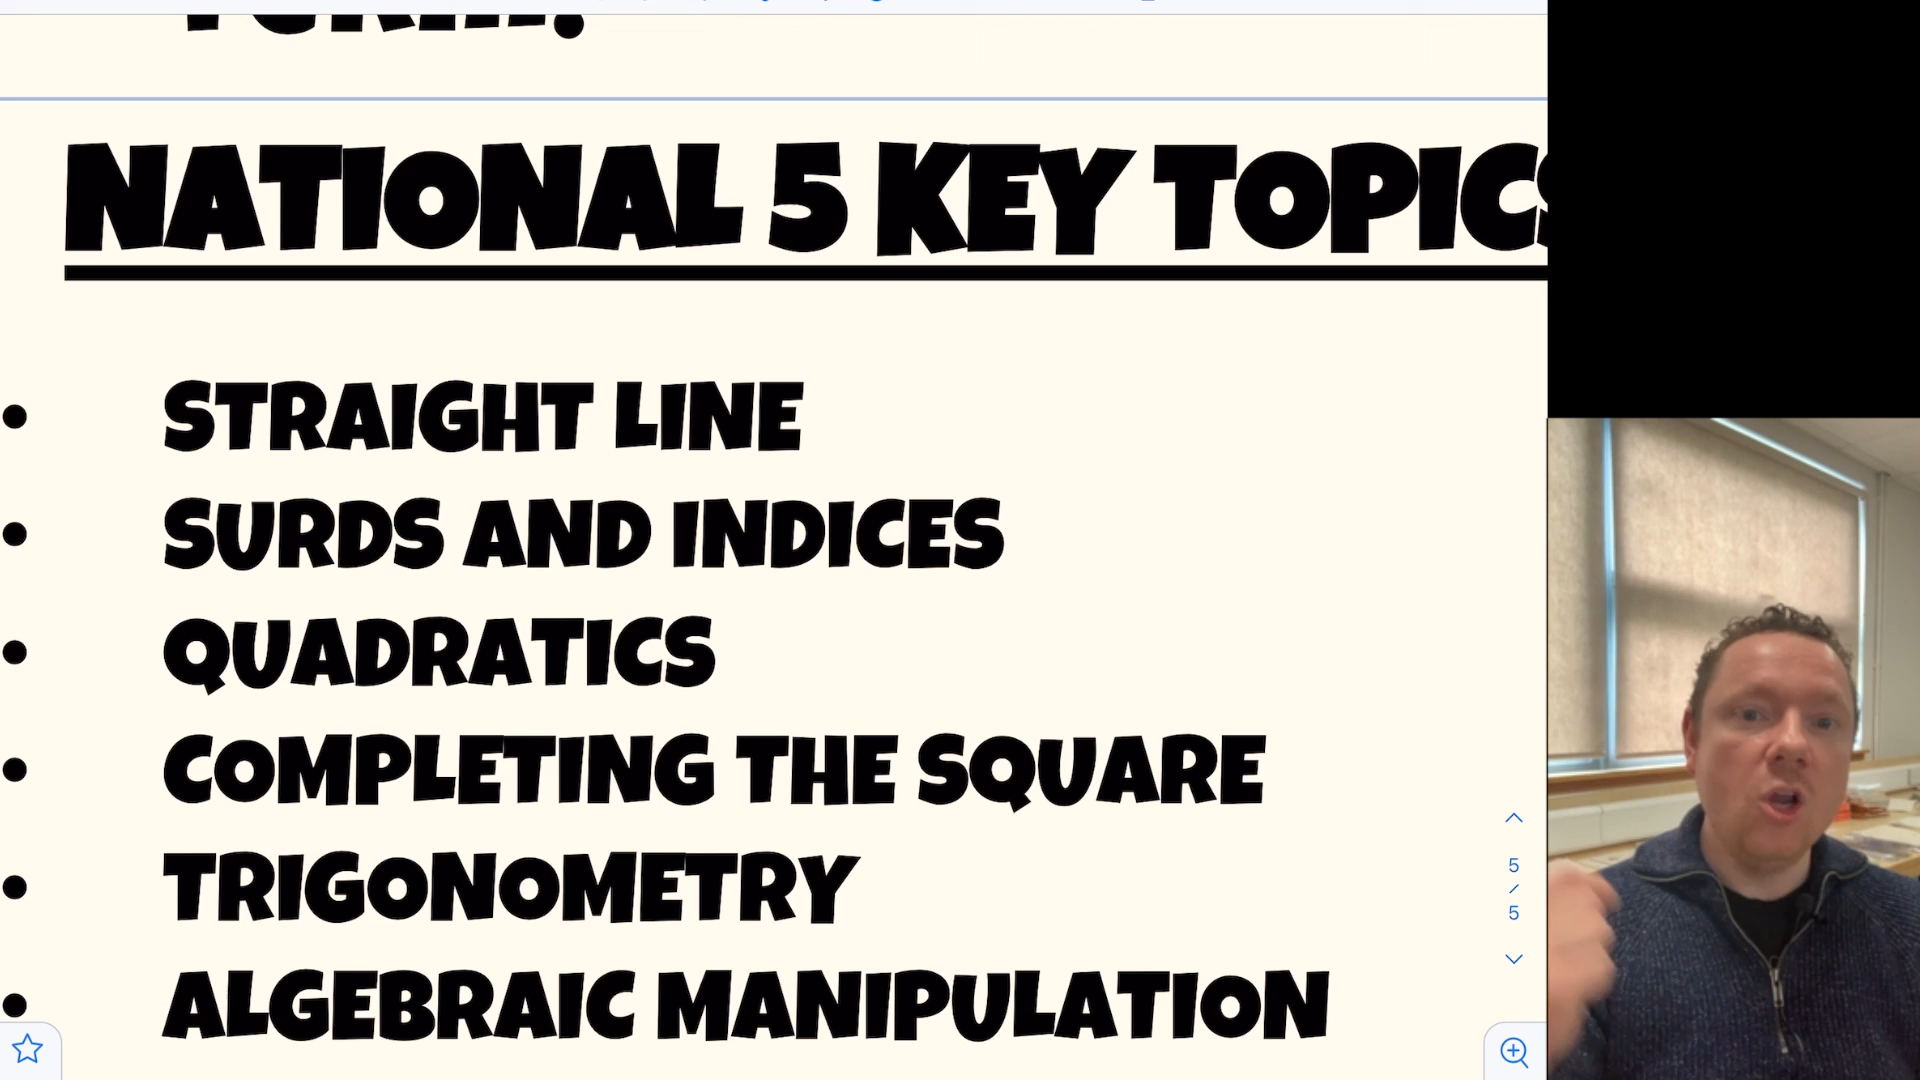 NATIONAL 5 KEY TOPICS
• STRAIGHT LINE
• SURDS AND INDICES
• QUADRATICS
• COMPLETING THE SQUARE
• TRIGONOMETRY
• ALGEBRAIC MANIPULATION
5
/
5